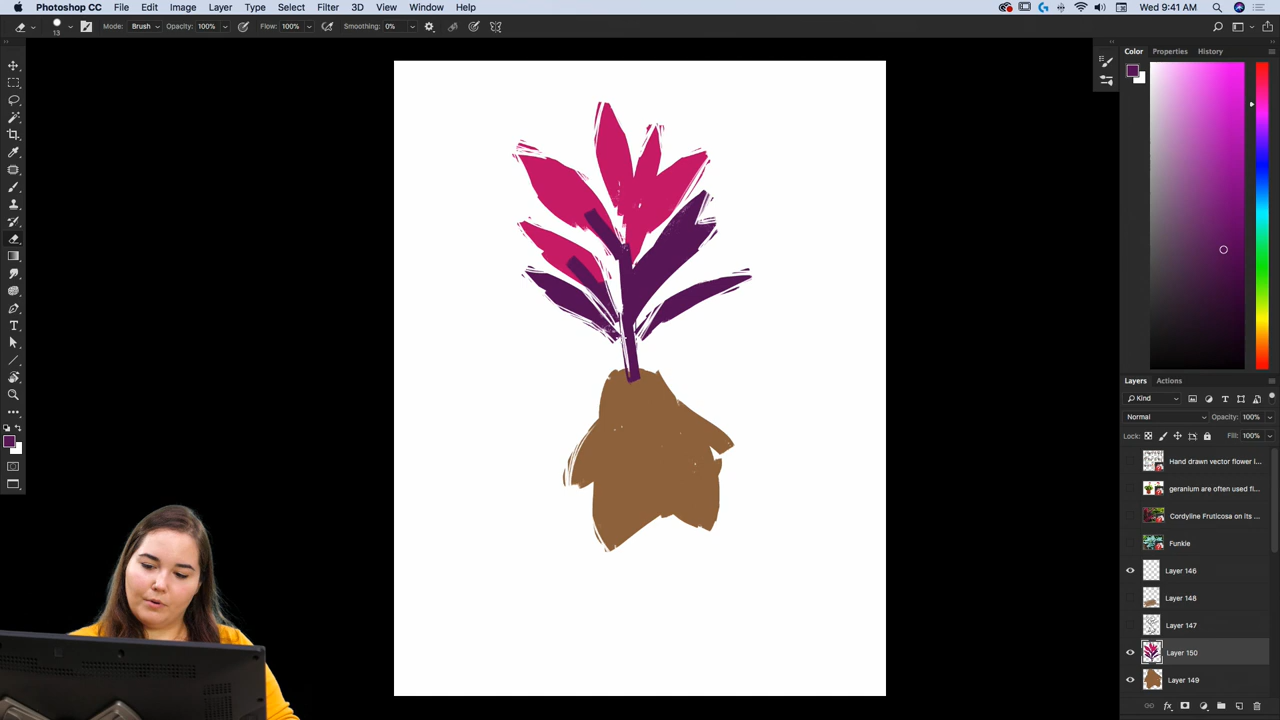 Photoshop CC File Edit Image Layer Type Select Filter 3D View Window Help Wed 9:41 AM
13 Mode: Brush Opacity: 100% Flow: 100% Smoothing: 0%
Color Properties History
Layers Actions
Kind
Normal Opacity: 100%
Lock: Fill: 100%
Hand drawn vector flower i...
geranium are often used fl...
Cordyline Fruticosa on Its ...
Funkie
Layer 146
Layer 148
Layer 147
Layer 150
Layer 149